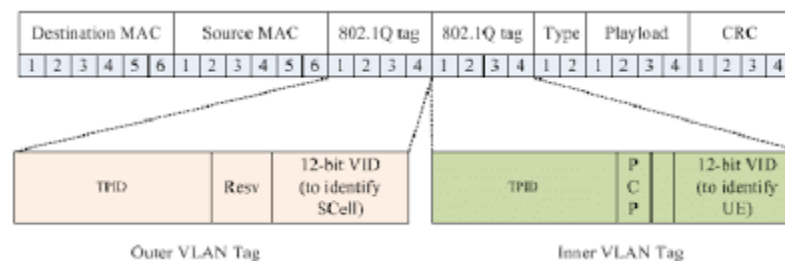 Destination MAC Source MAC 802.1Q tag 802.1Q tag Type Playload CRC
1 2 3 4 5 6 1 2 3 4 5 6 1 2 3 4 1 2 3 4 1 2 1 2 3 4 1 2 3 4
TPID Resv 12-bit VID (to identify SCell) TPID P C P 12-bit VID (to identify UE)
Outer VLAN Tag Inner VLAN Tag